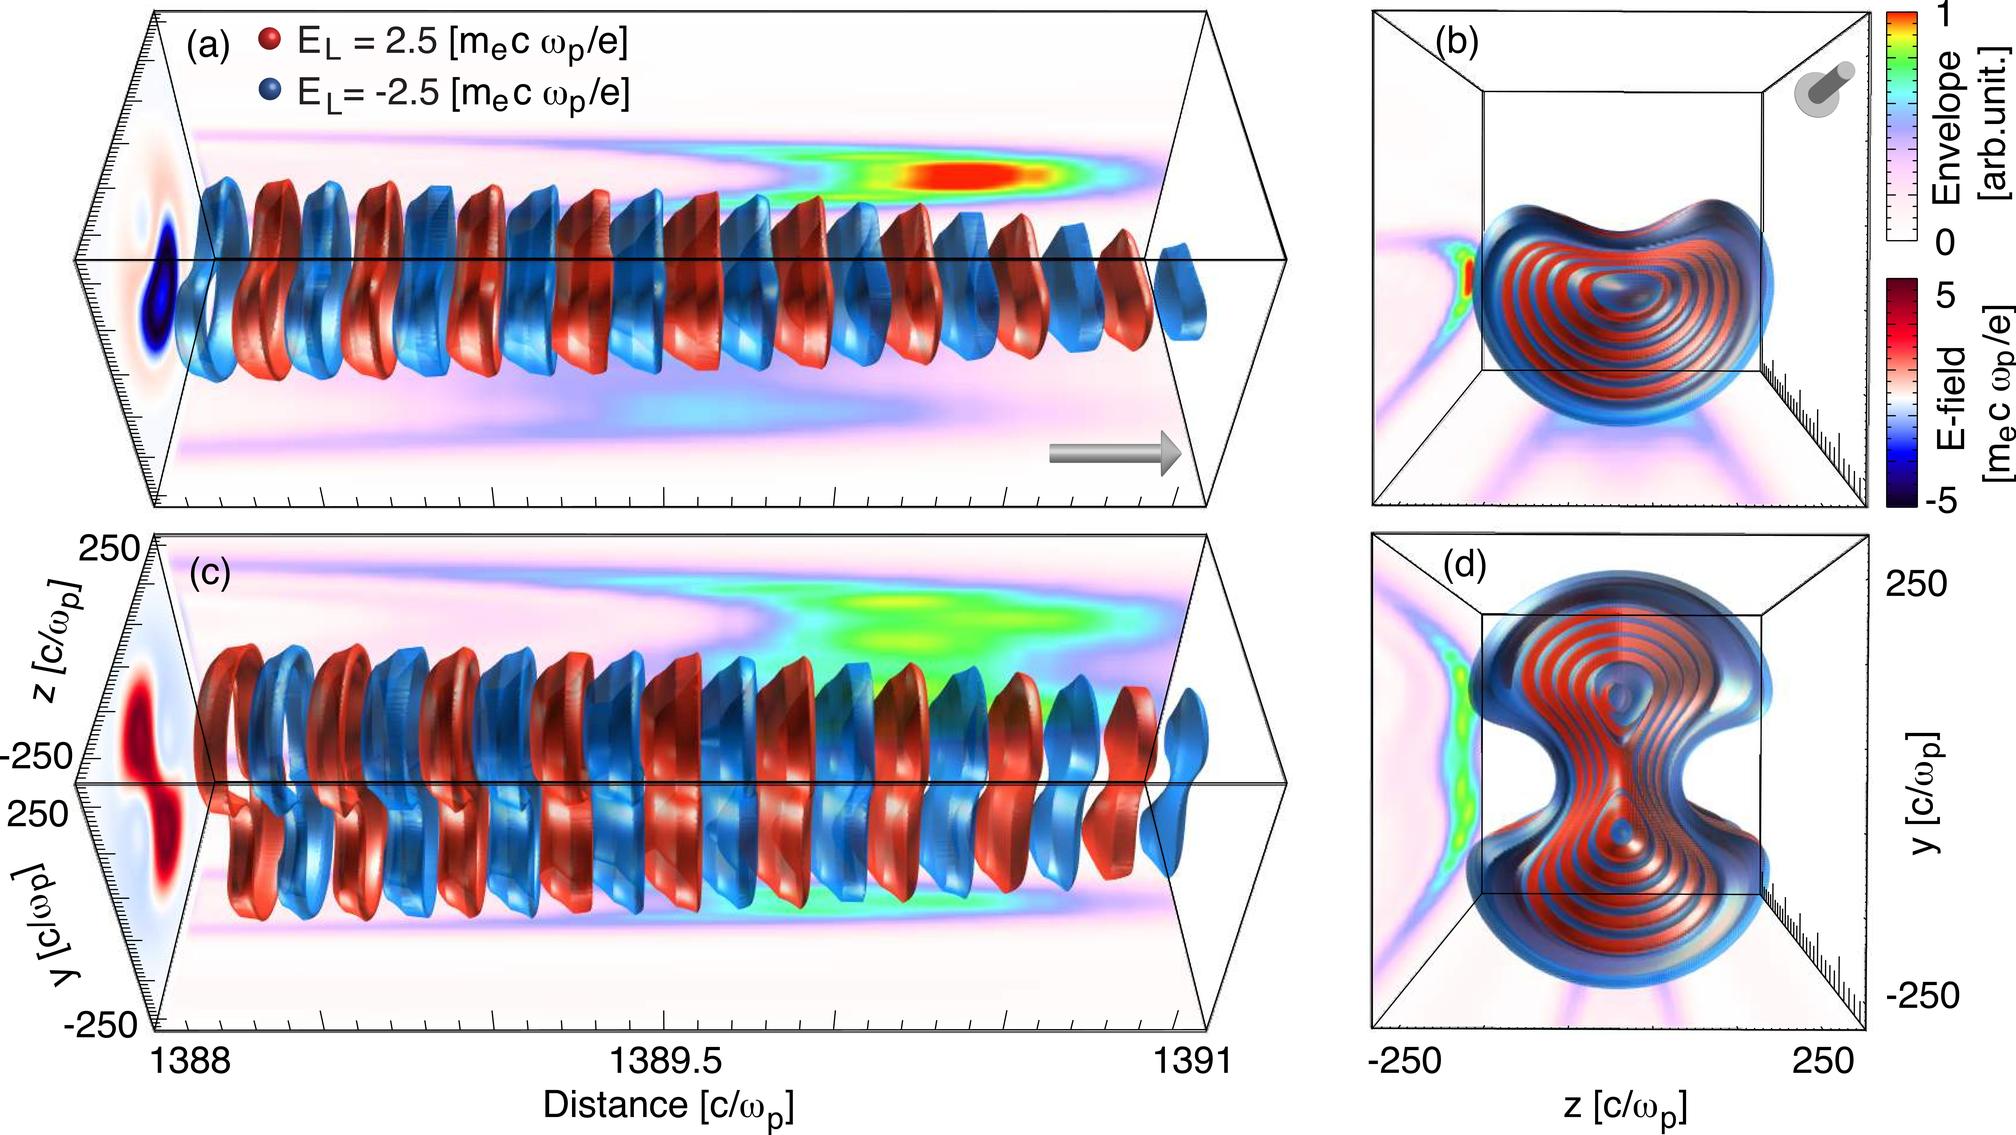 (a)
E_L = 2.5 [m_e c ω_p/e]
E_L= -2.5 [m_e c ω_p/e]
(b)
1
Envelope
[arb.unit.]
0
5
E-field
[m_e c ω_p/e]
-5
(c)
250
z [c/ω_p]
-250
250
y [c/ω_p]
-250
1388
1389.5
1391
Distance [c/ω_p]
(d)
250
y [c/ω_p]
-250
-250
250
z [c/ω_p]